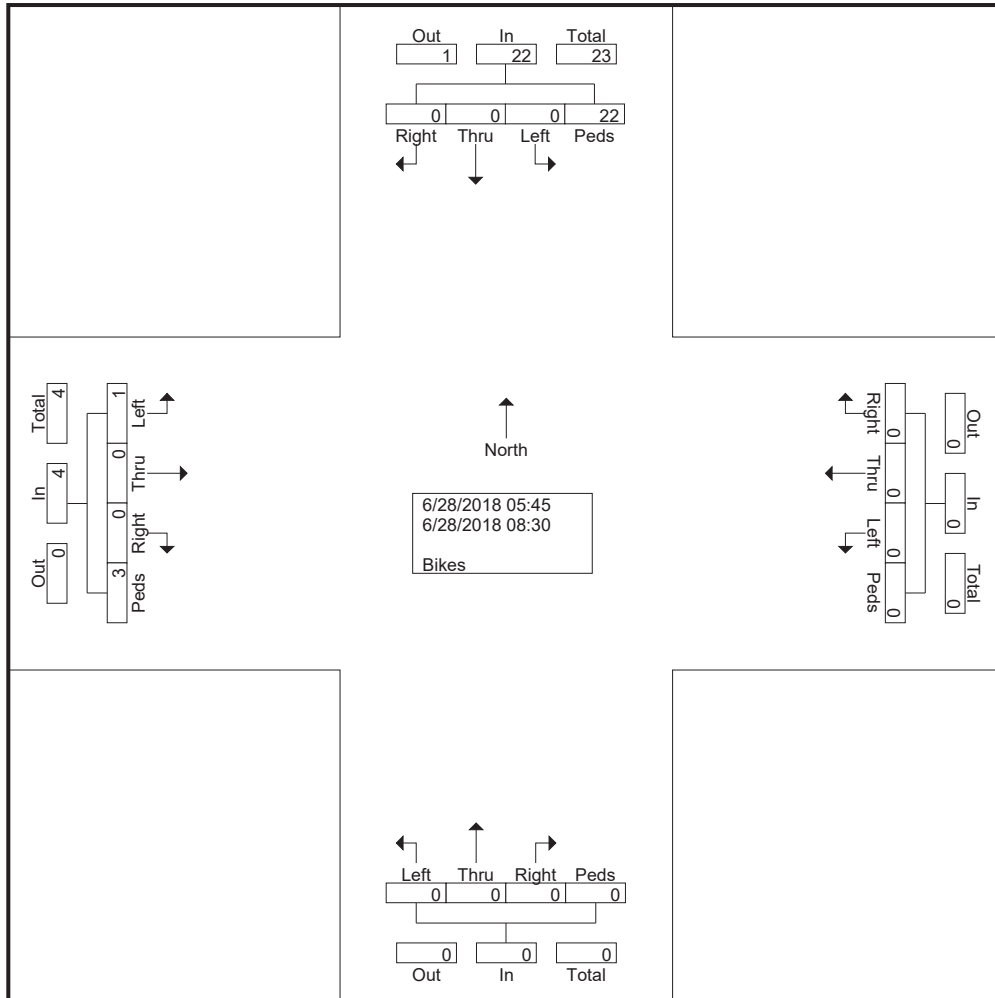 Out In Total
1 22 23
0 0 0 22
Right Thru Left Peds
Total In Out
4 4 0
1 0 0 3
Left Thru Right Peds
North
6/28/2018 05:45
6/28/2018 08:30
Bikes
Right Thru Left Peds
0 0 0 0
Out In Total
0 0 0
Left Thru Right Peds
0 0 0 0
0 0 0
Out In Total